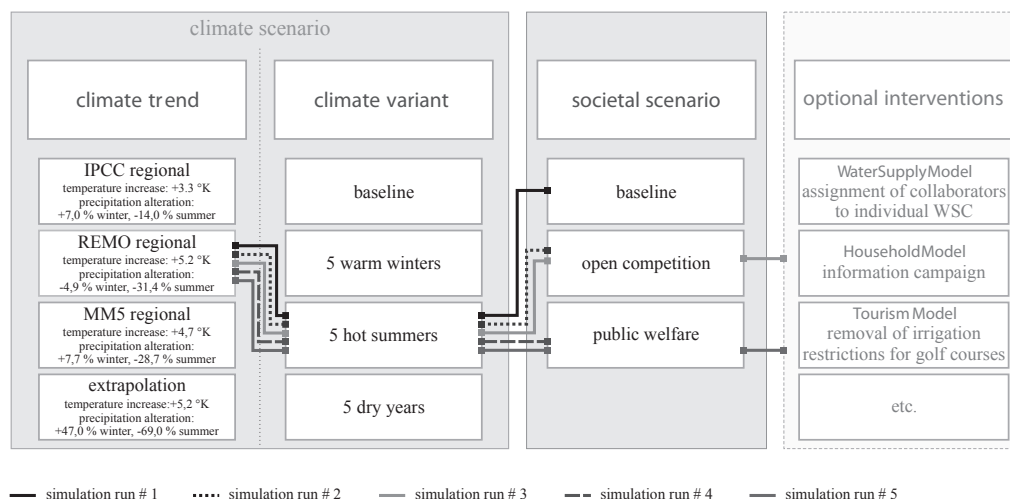 climate scenario
climate trend
climate variant
societal scenario
optional interventions
IPCC regional
temperature increase: +3.3 °K
precipitation alteration:
+7,0 % winter, -14,0 % summer
REMO regional
temperature increase: +5.2 °K
precipitation alteration:
-4,9 % winter, -31,4 % summer
MM5 regional
temperature increase: +4,7 °K
precipitation alteration:
+7,7 % winter, -28,7 % summer
extrapolation
temperature increase:+5,2 °K
precipitation alteration:
+47,0 % winter, -69,0 % summer
baseline
5 warm winters
5 hot summers
5 dry years
baseline
open competition
public welfare
WaterSupplyModel
assignment of collaborators
to individual WSC
HouseholdModel
information campaign
Tourism Model
removal of irrigation
restrictions for golf courses
etc.
simulation run # 1
simulation run # 2
simulation run # 3
simulation run # 4
simulation run # 5